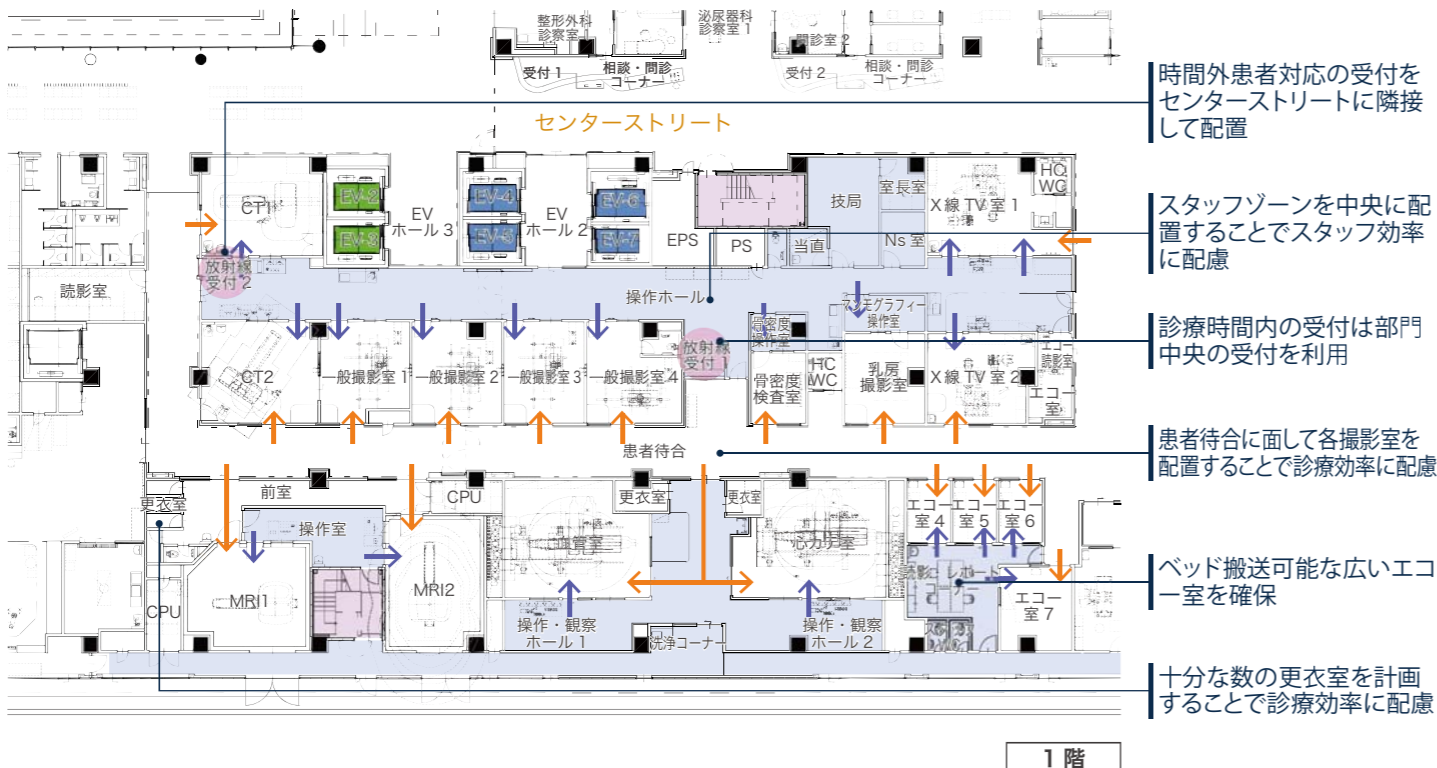 整形外科
診察室 1
泌尿器科
診察室 1
問診室 2
受付 1
相談・問診
コーナー
受付 2
相談・問診
コーナー
センターストリート
時間外患者対応の受付を
センターストリートに隣接
して配置
CT1
EV-2
EV-3
EV
ホール 3
EV-4
EV-5
EV
ホール 2
EV-6
EV-7
EPS
PS
技局
当直
室長室
Ns 室
X 線 TV 室 1
HC
WC
スタッフゾーンを中央に配
置することでスタッフ効率
に配慮
放射線
受付 2
読影室
操作ホール
マンモグラフィー
操作室
診療時間内の受付は部門
中央の受付を利用
CT2
一般撮影室 1
一般撮影室 2
一般撮影室 3
一般撮影室 4
放射線
受付 1
骨密度
操作室
骨密度
検査室
HC
WC
乳房
撮影室
X 線 TV 室 2
エコー
読影室
エコー
室
患者待合
患者待合に面して各撮影室を
配置することで診療効率に配慮
更衣室
前室
CPU
更衣室
更衣室
操作室
血管室
心カテ室
エコー
室 4
エコー
室 5
エコー
室 6
MRI1
MRI2
CPU
読影・レポート
エコー
室 7
ベッド搬送可能な広いエコ
ー室を確保
操作・観察
ホール 1
洗浄コーナー
操作・観察
ホール 2
十分な数の更衣室を計画
することで診療効率に配慮
1 階